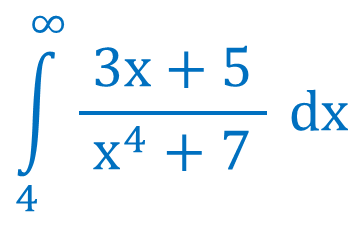 ∞
∫ 3x + 5
x⁴ + 7 dx
4